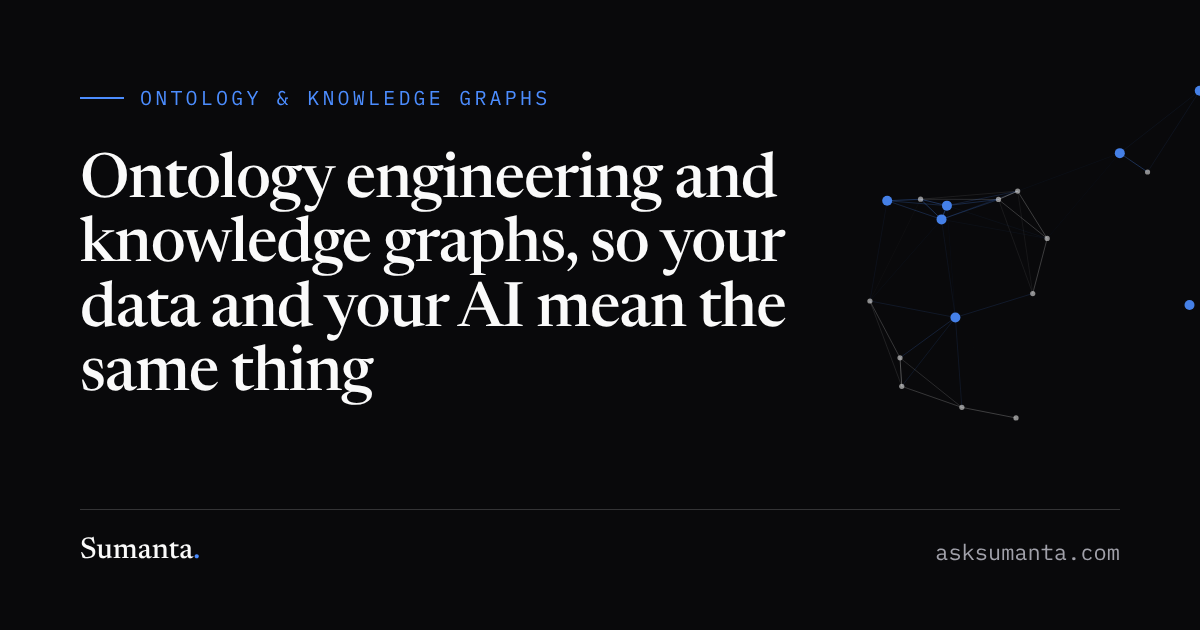 ONTOLOGY & KNOWLEDGE GRAPHS
Ontology engineering and
knowledge graphs, so your
data and your AI mean the
same thing
Sumanta.
asksumanta.com